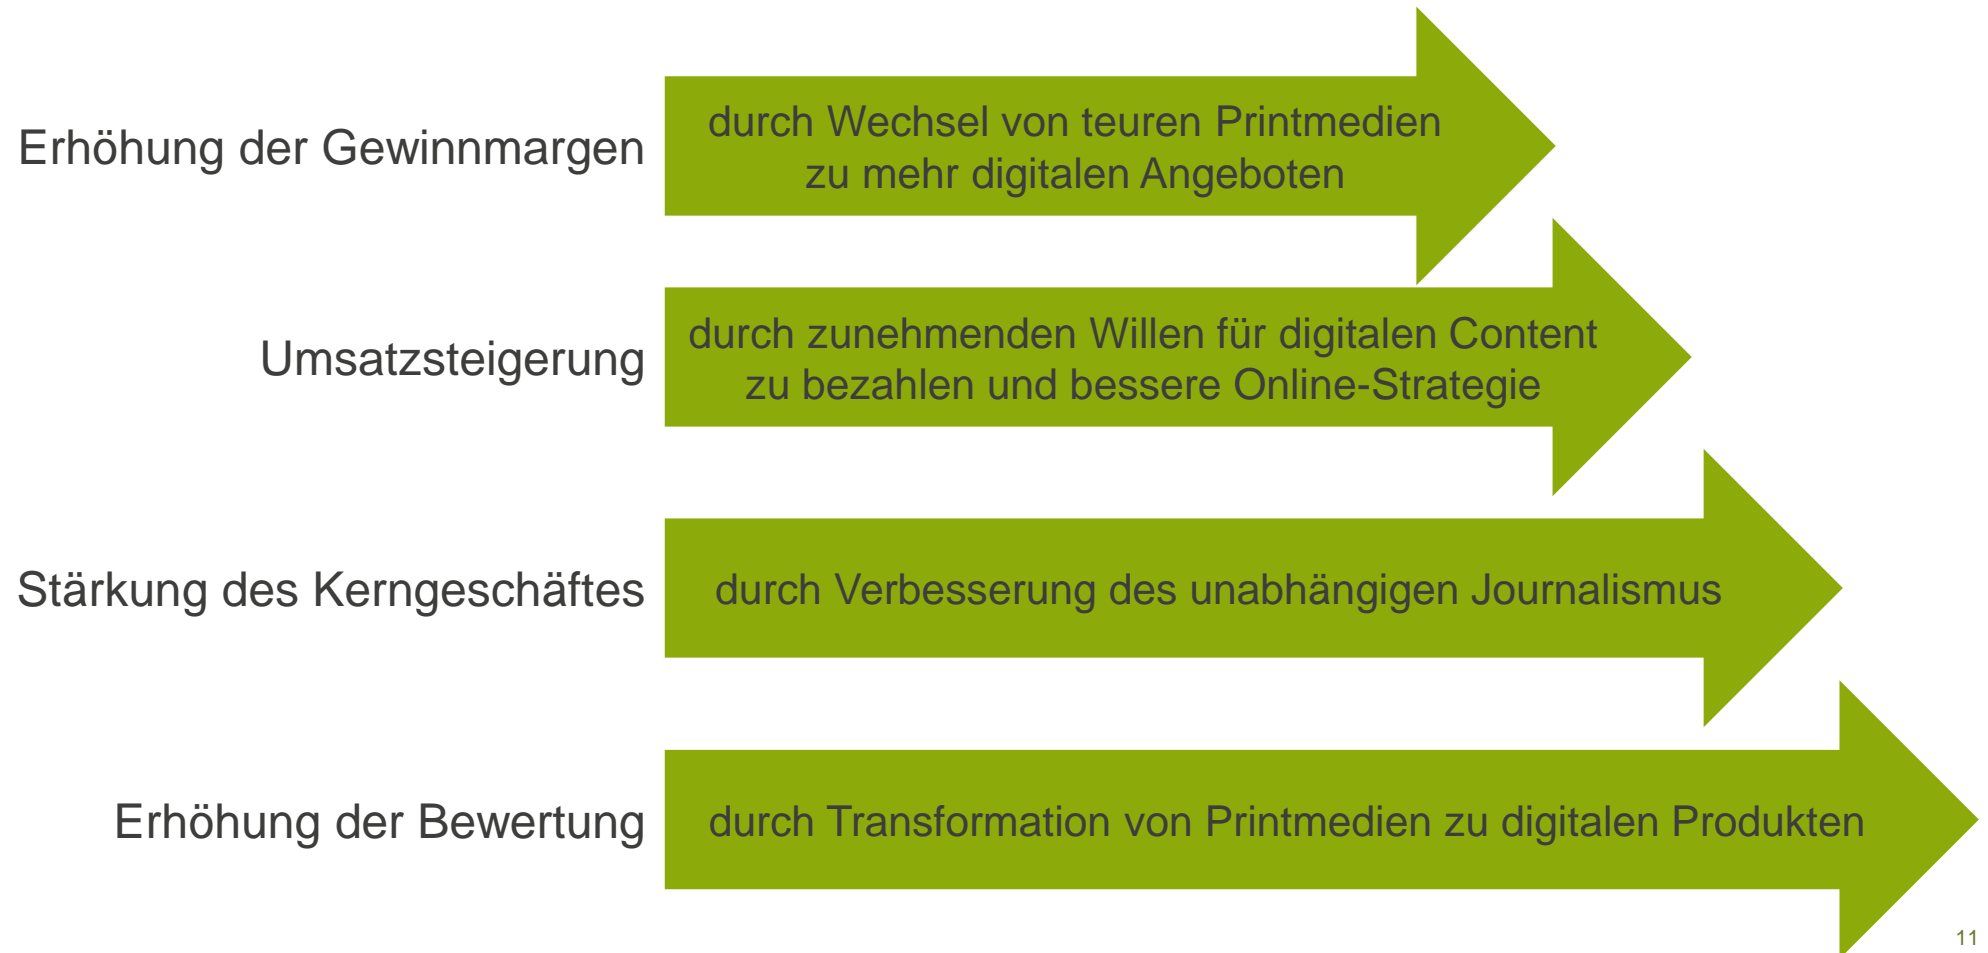 Erhöhung der Gewinnmargen
durch Wechsel von teuren Printmedien
zu mehr digitalen Angeboten
Umsatzsteigerung
durch zunehmenden Willen für digitalen Content
zu bezahlen und bessere Online-Strategie
Stärkung des Kerngeschäftes
durch Verbesserung des unabhängigen Journalismus
Erhöhung der Bewertung
durch Transformation von Printmedien zu digitalen Produkten
11